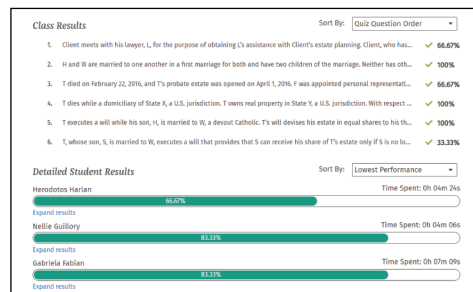 Class Results
Sort By: Quiz Question Order
1. Client meets with his lawyer, L, for the purpose of obtaining L's assistance with Client's estate planning. Client, who has... 66.67%
2. H and W are married to one another in a first marriage for both and have two children of the marriage. Neither has oth... 100%
3. T died on February 22, 2016, and T's probate estate was opened on April 1, 2016. F was appointed personal representati... 66.67%
4. T dies while a domiciliary of State X, a U.S. jurisdiction. T owns real property in State Y, a U.S. jurisdiction. With respect ... 100%
5. T executes a will while his son, H, is married to W, a devout Catholic. T's will devises his estate in equal shares to his th... 100%
6. T, whose son, S, is married to W, executes a will that provides that S can receive his share of T's estate only if S is no lo... 33.33%
Detailed Student Results
Sort By: Lowest Performance
Herodotos Harlan Time Spent: 0h 04m 24s
66.67%
Expand results
Nellie Guillory Time Spent: 0h 04m 06s
83.33%
Expand results
Gabriela Fabian Time Spent: 0h 07m 09s
83.33%
Expand results